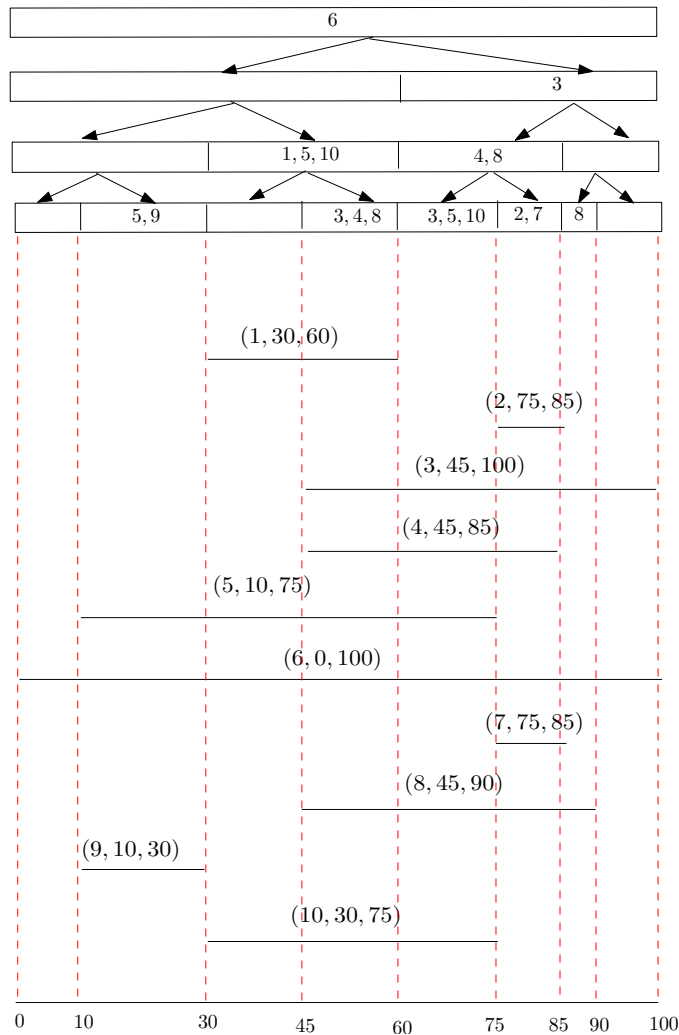 6
3
1, 5, 10 4, 8
5, 9 3, 4, 8 3, 5, 10 2, 7 8
(1, 30, 60)
(2, 75, 85)
(3, 45, 100)
(4, 45, 85)
(5, 10, 75)
(6, 0, 100)
(7, 75, 85)
(8, 45, 90)
(9, 10, 30)
(10, 30, 75)
0 10 30 45 60 75 85 90 100